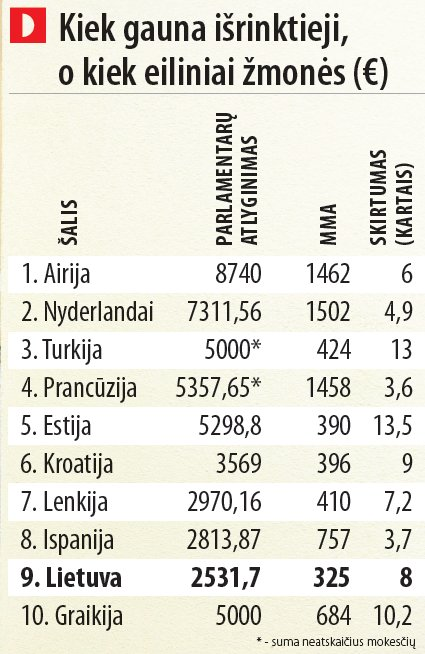 D
Kiek gauna išrinktieji,
o kiek eiliniai žmonės (€)
ŠALIS PARLAMENTARŲ ATLYGINIMAS MMA SKIRTUMAS (KARTAIS)
1. Airija 8740 1462 6
2. Nyderlandai 7311,56 1502 4,9
3. Turkija 5000* 424 13
4. Prancūzija 5357,65* 1458 3,6
5. Estija 5298,8 390 13,5
6. Kroatija 3569 396 9
7. Lenkija 2970,16 410 7,2
8. Ispanija 2813,87 757 3,7
9. Lietuva 2531,7 325 8
10. Graikija 5000 684 10,2
* - suma neatskaičius mokesčių